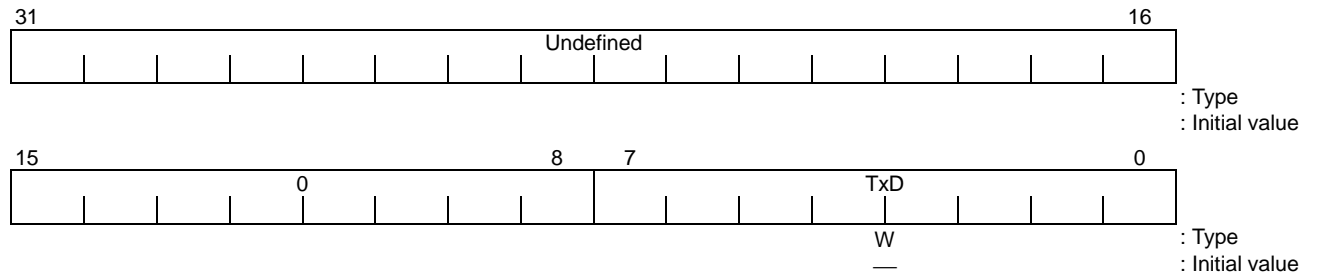 31 16
Undefined
: Type
: Initial value
15 8 7 0
0 TxD
W : Type
— : Initial value